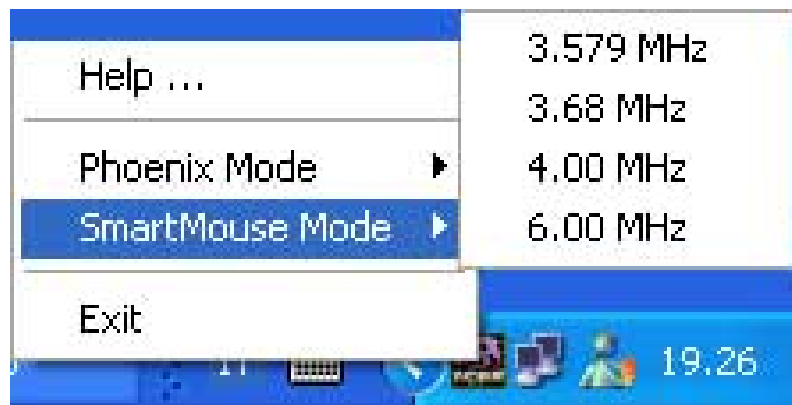 Help ...
Phoenix Mode
SmartMouse Mode
Exit
3.579 MHz
3.68 MHz
4.00 MHz
6.00 MHz
19.26